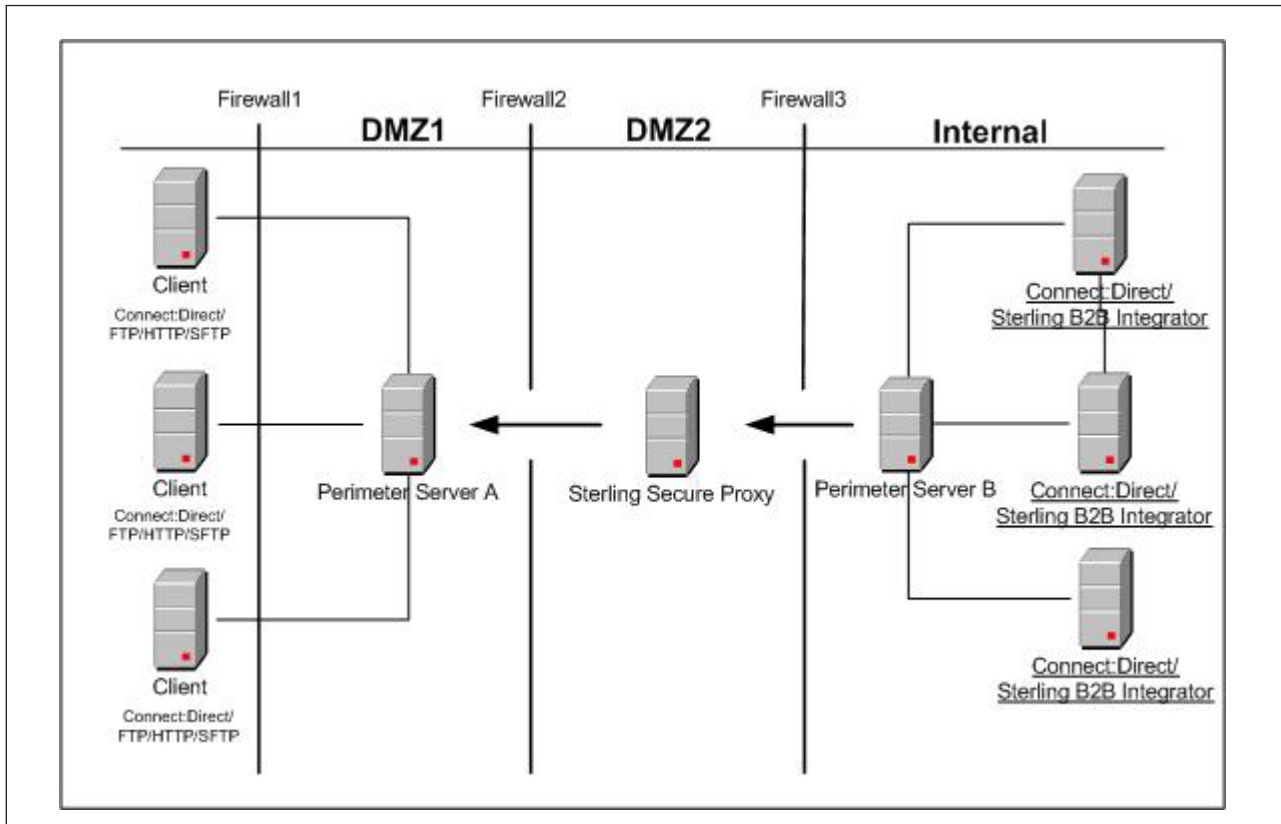 Firewall1
Firewall2
Firewall3
DMZ1
DMZ2
Internal
Client
Connect:Direct/
FTP/HTTP/SFTP
Connect:Direct/
Sterling B2B Integrator
Client
Connect:Direct/
FTP/HTTP/SFTP
Perimeter Server A
Sterling Secure Proxy
Perimeter Server B
Connect:Direct/
Sterling B2B Integrator
Client
Connect:Direct/
FTP/HTTP/SFTP
Connect:Direct/
Sterling B2B Integrator